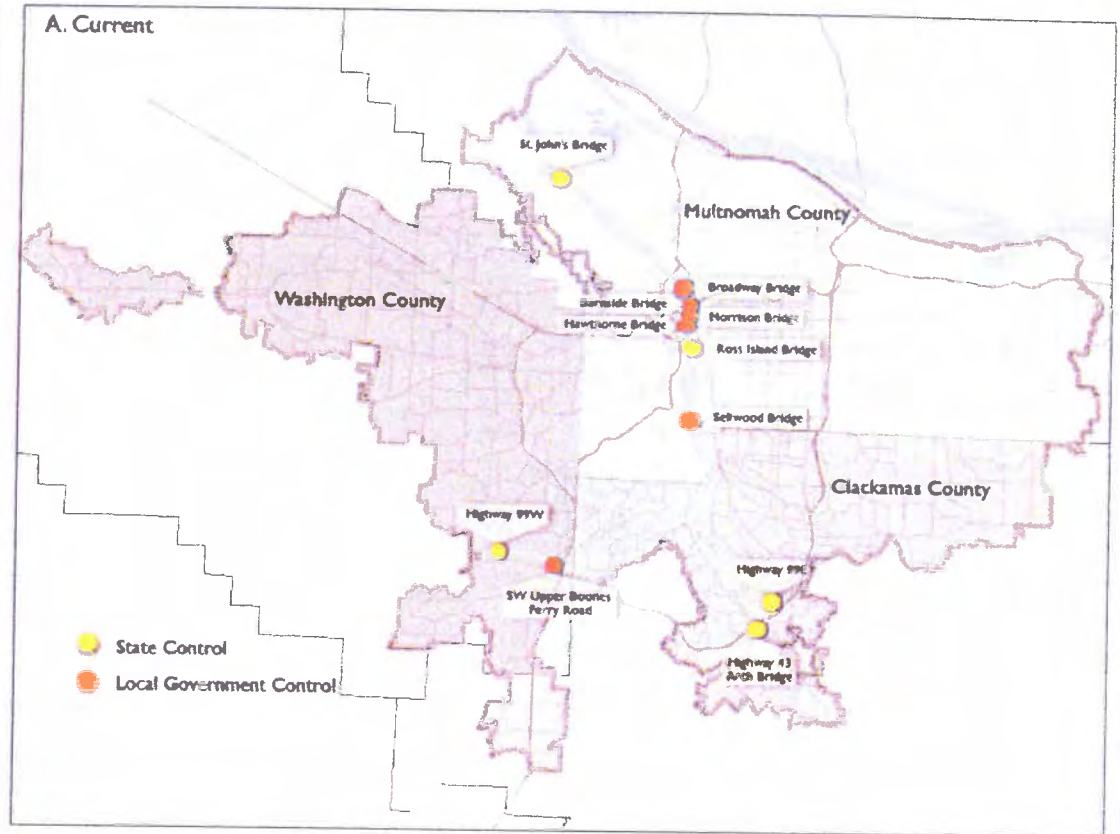 A. Current
St. John's Bridge
Multnomah County
Washington County
Broadway Bridge
Burnside Bridge
Morrison Bridge
Hawthorne Bridge
Ross Island Bridge
Sellwood Bridge
Clackamas County
Highway 99W
SW Upper Boones
Ferry Road
Highway 99E
Highway 43
Arch Bridge
State Control
Local Government Control